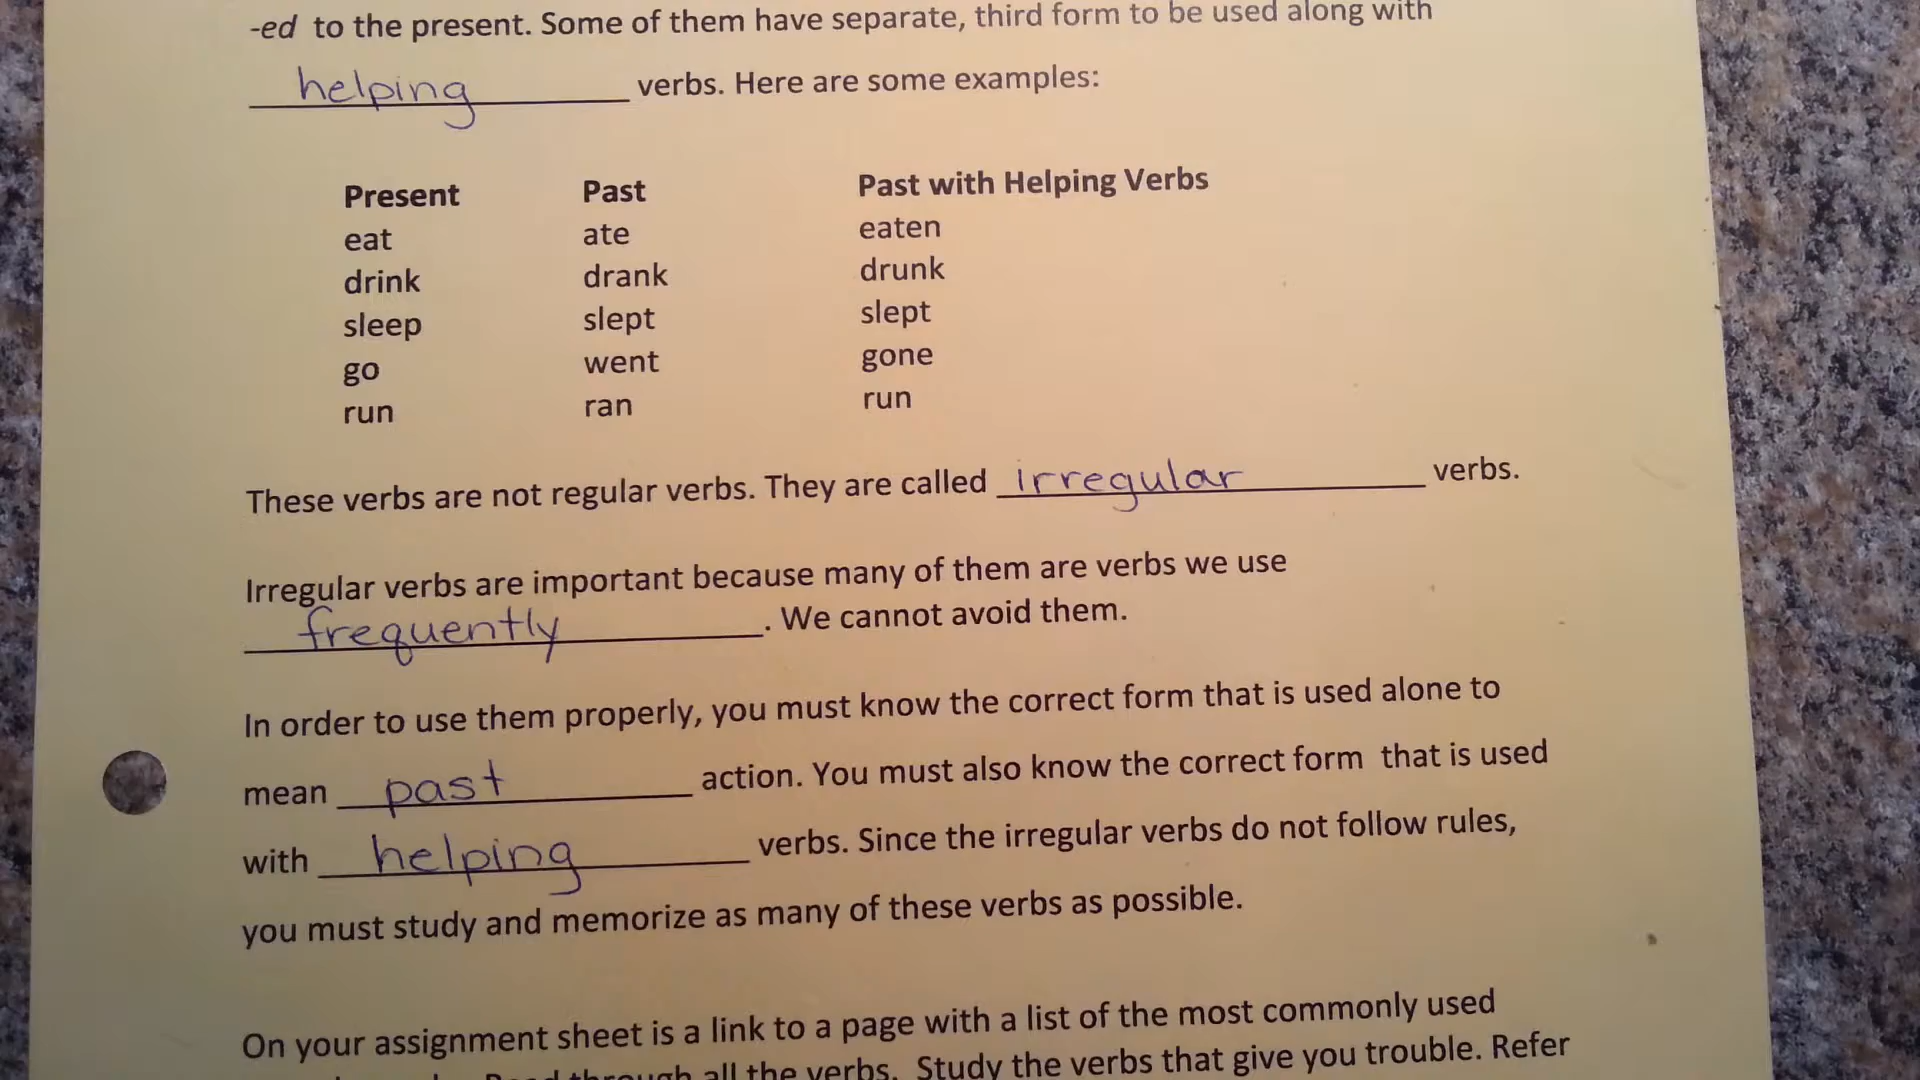 -ed to the present. Some of them have separate, third form to be used along with
helping verbs. Here are some examples:
Present Past Past with Helping Verbs
eat ate eaten
drink drank drunk
sleep slept slept
go went gone
run ran run
These verbs are not regular verbs. They are called irregular verbs.
Irregular verbs are important because many of them are verbs we use
frequently. We cannot avoid them.
In order to use them properly, you must know the correct form that is used alone to
mean past action. You must also know the correct form that is used
with helping verbs. Since the irregular verbs do not follow rules,
you must study and memorize as many of these verbs as possible.
On your assignment sheet is a link to a page with a list of the most commonly used
through all the verbs. Study the verbs that give you trouble. Refer